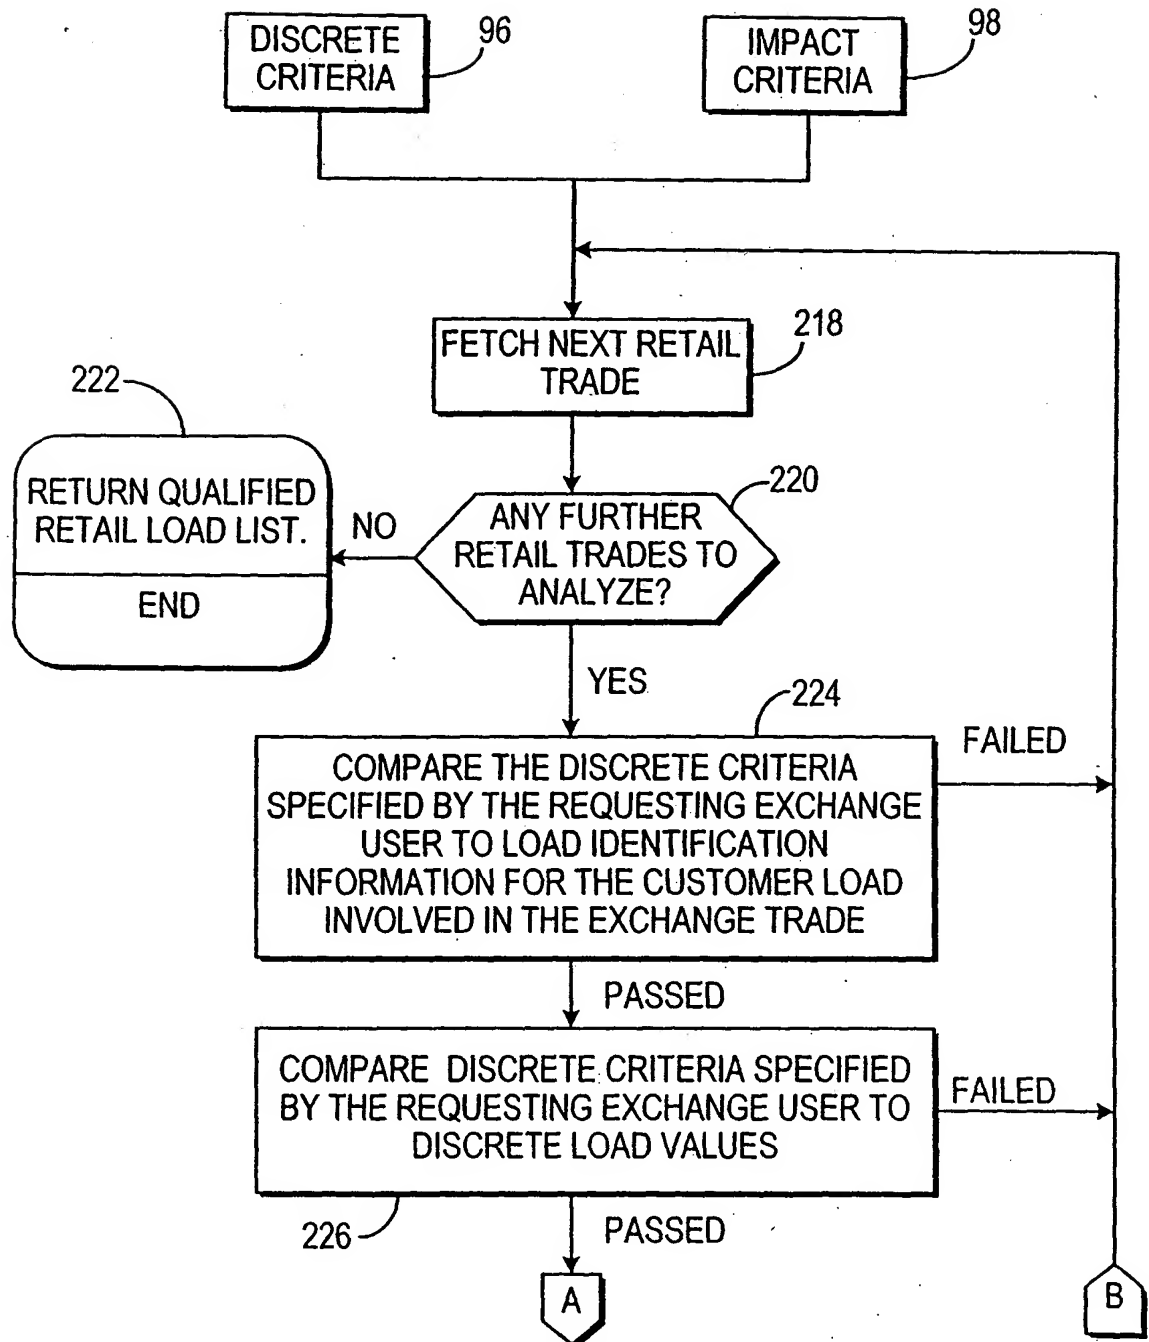 DISCRETE
CRITERIA
96
IMPACT
CRITERIA
98
FETCH NEXT RETAIL
TRADE
218
222
RETURN QUALIFIED
RETAIL LOAD LIST.
END
NO
ANY FURTHER
RETAIL TRADES TO
ANALYZE?
220
YES
224
COMPARE THE DISCRETE CRITERIA
SPECIFIED BY THE REQUESTING EXCHANGE
USER TO LOAD IDENTIFICATION
INFORMATION FOR THE CUSTOMER LOAD
INVOLVED IN THE EXCHANGE TRADE
FAILED
PASSED
COMPARE DISCRETE CRITERIA SPECIFIED
BY THE REQUESTING EXCHANGE USER TO
DISCRETE LOAD VALUES
FAILED
226
PASSED
A
B